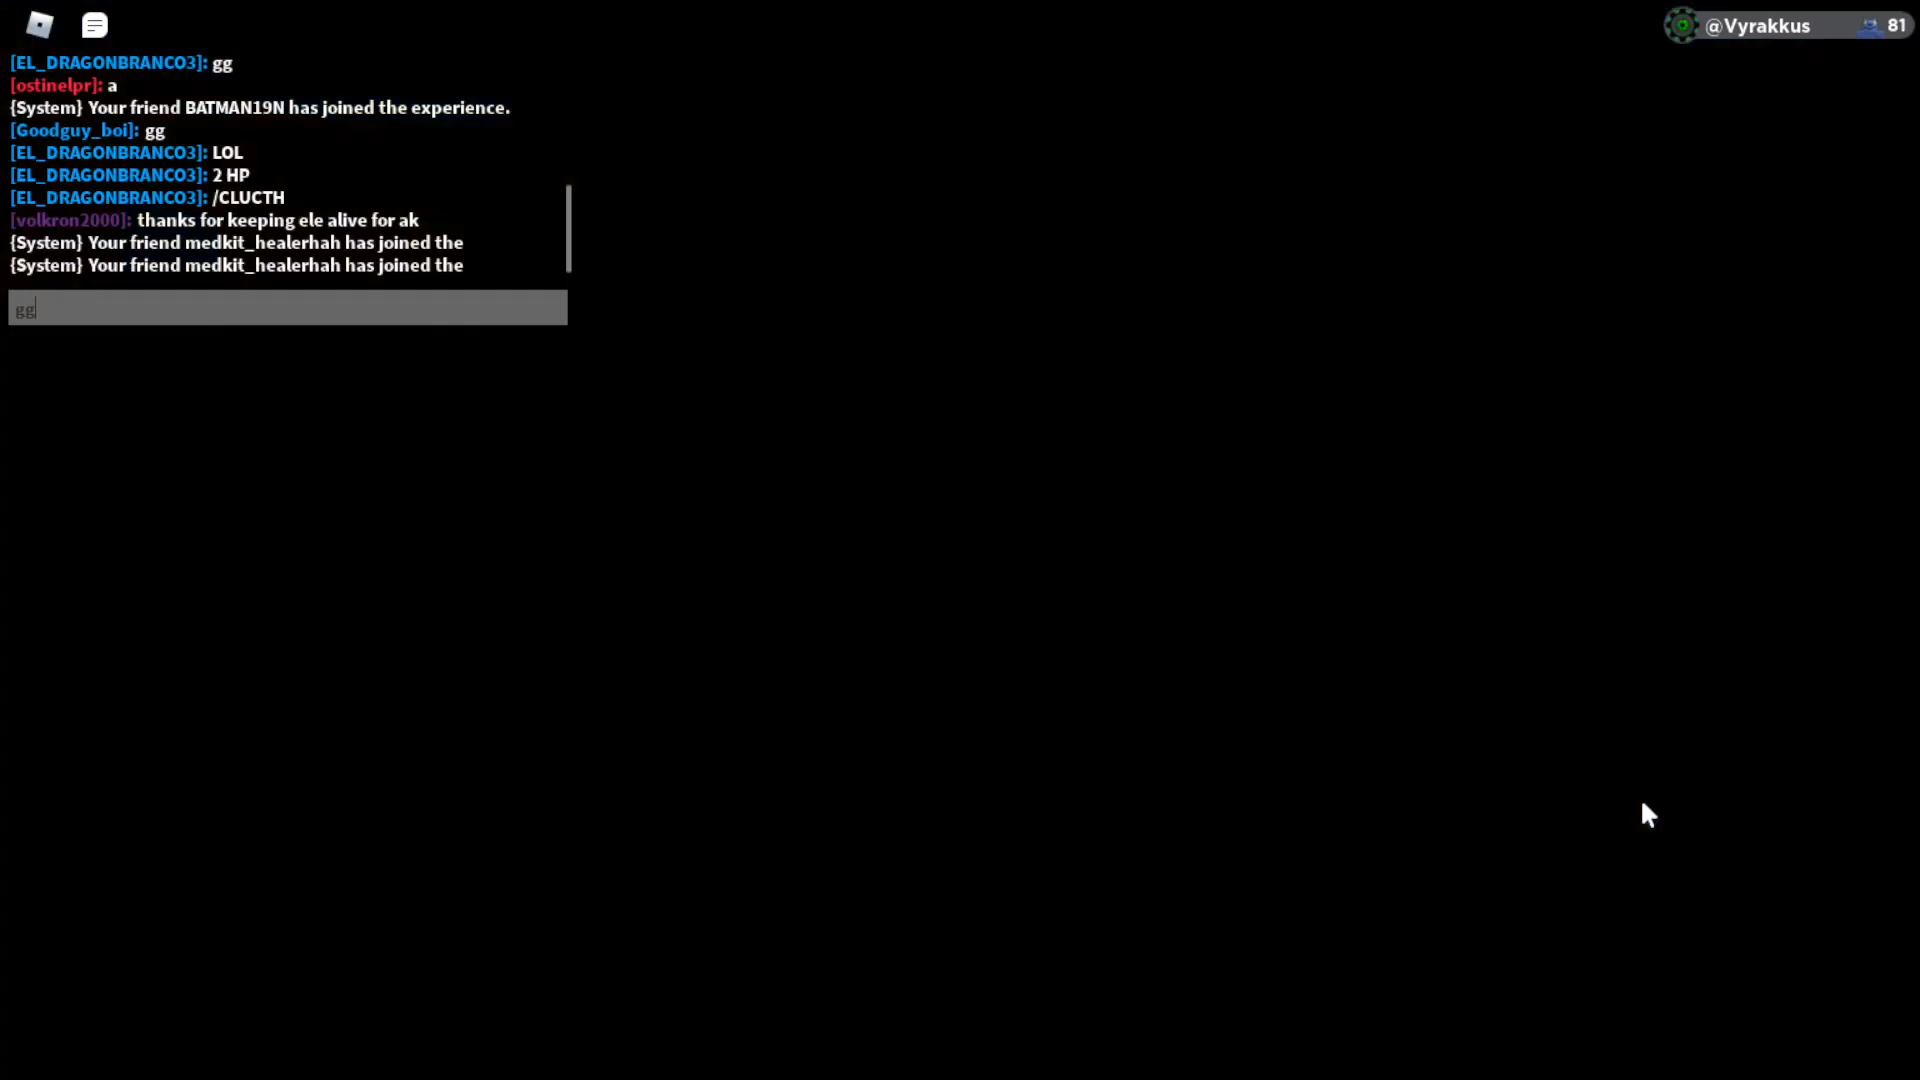 @Vyrakkus 81
[EL_DRAGONBRANCO3]: gg
[ostinelpr]: a
{System} Your friend BATMAN19N has joined the experience.
[Goodguy_boi]: gg
[EL_DRAGONBRANCO3]: LOL
[EL_DRAGONBRANCO3]: 2 HP
[EL_DRAGONBRANCO3]: /CLUCTH
[volkron2000]: thanks for keeping ele alive for ak
{System} Your friend medkit_healerhah has joined the
{System} Your friend medkit_healerhah has joined the
gg